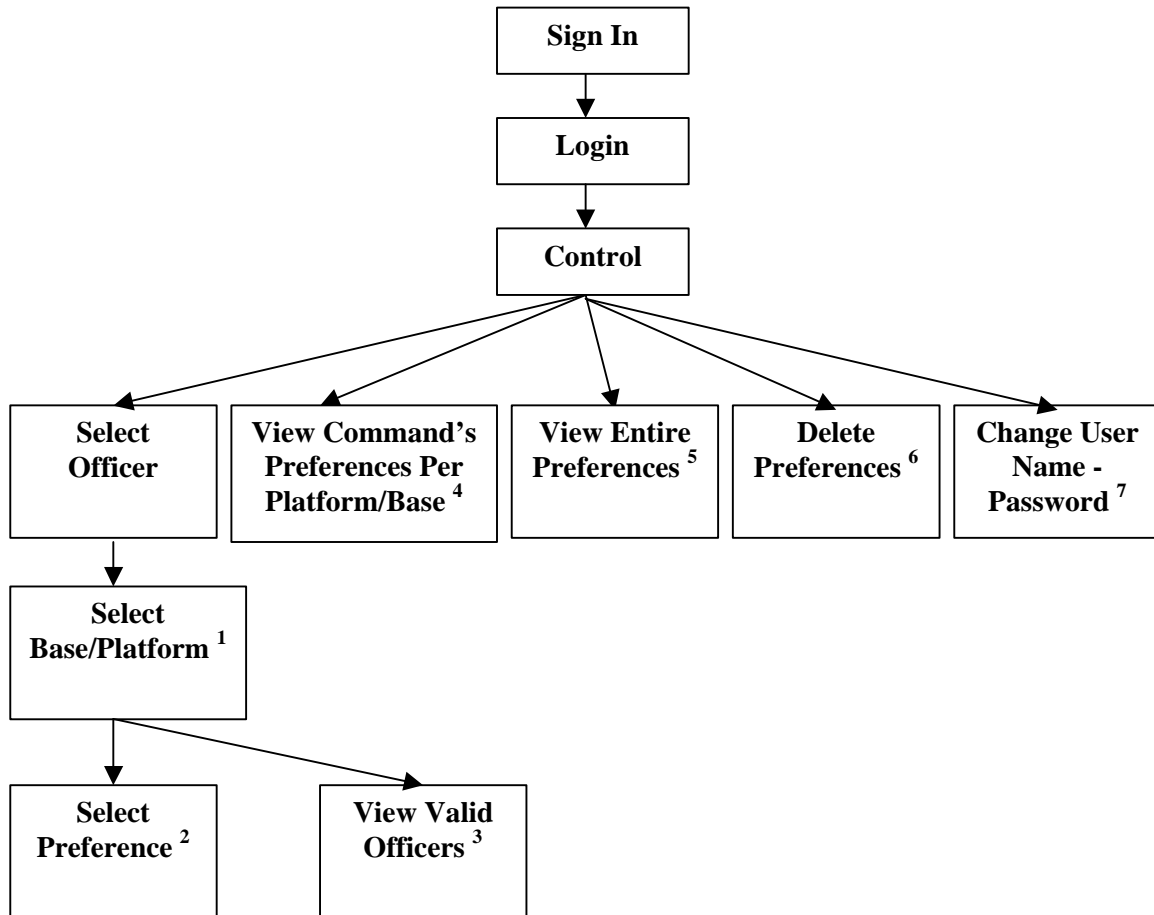 Sign In
Login
Control
Select
Officer
View Command’s
Preferences Per
Platform/Base 4
View Entire
Preferences 5
Delete
Preferences 6
Change User
Name -
Password 7
Select
Base/Platform 1
Select
Preference 2
View Valid
Officers 3